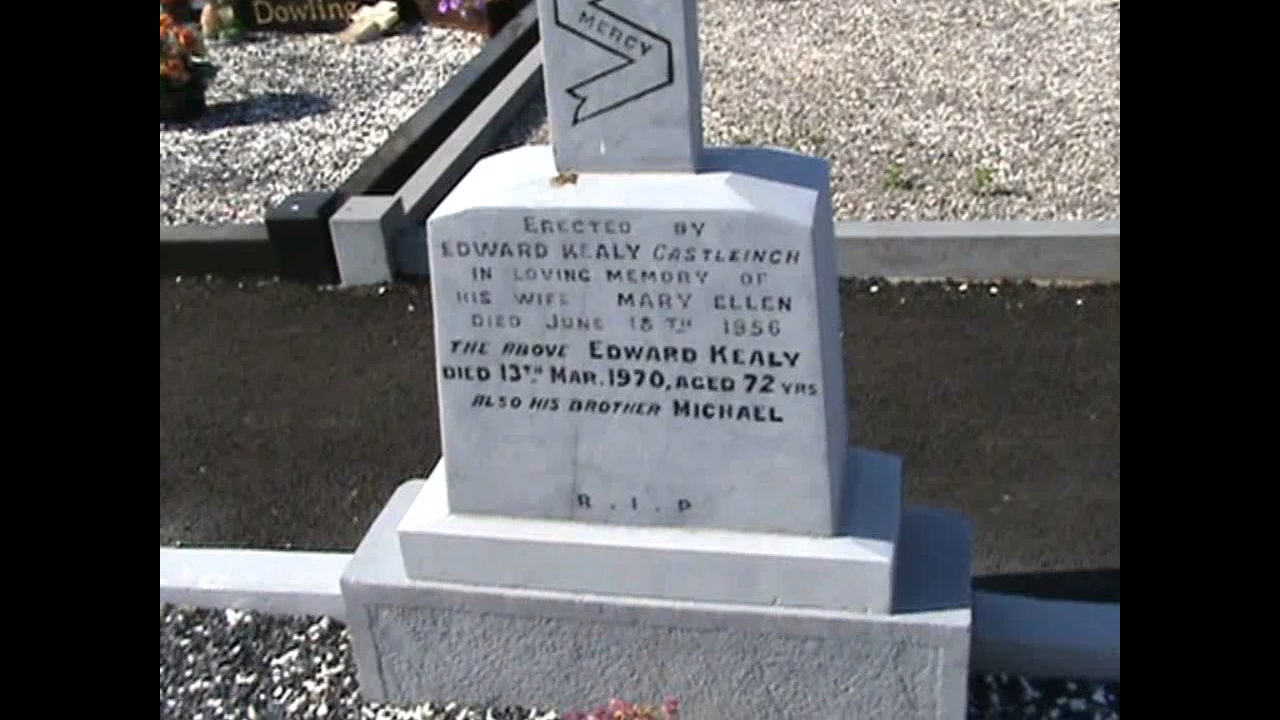 Dowling
MERCY
ERECTED BY
EDWARD KEALY CASTLEINCH
IN LOVING MEMORY OF
HIS WIFE MARY ELLEN
DIED JUNE 18TH 1956
THE ABOVE EDWARD KEALY
DIED 13TH MAR. 1970, AGED 72 YRS
ALSO HIS BROTHER MICHAEL
R.I.P